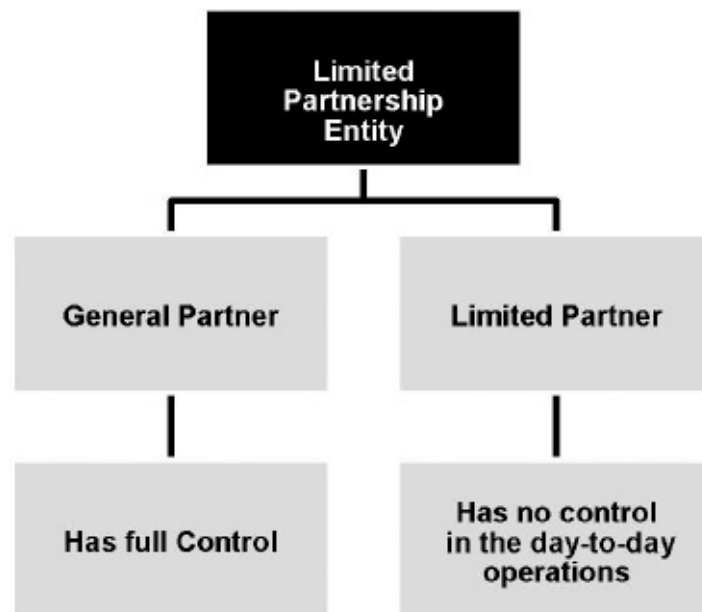 Limited
Partnership
Entity
General Partner
Limited Partner
Has full Control
Has no control
in the day-to-day
operations